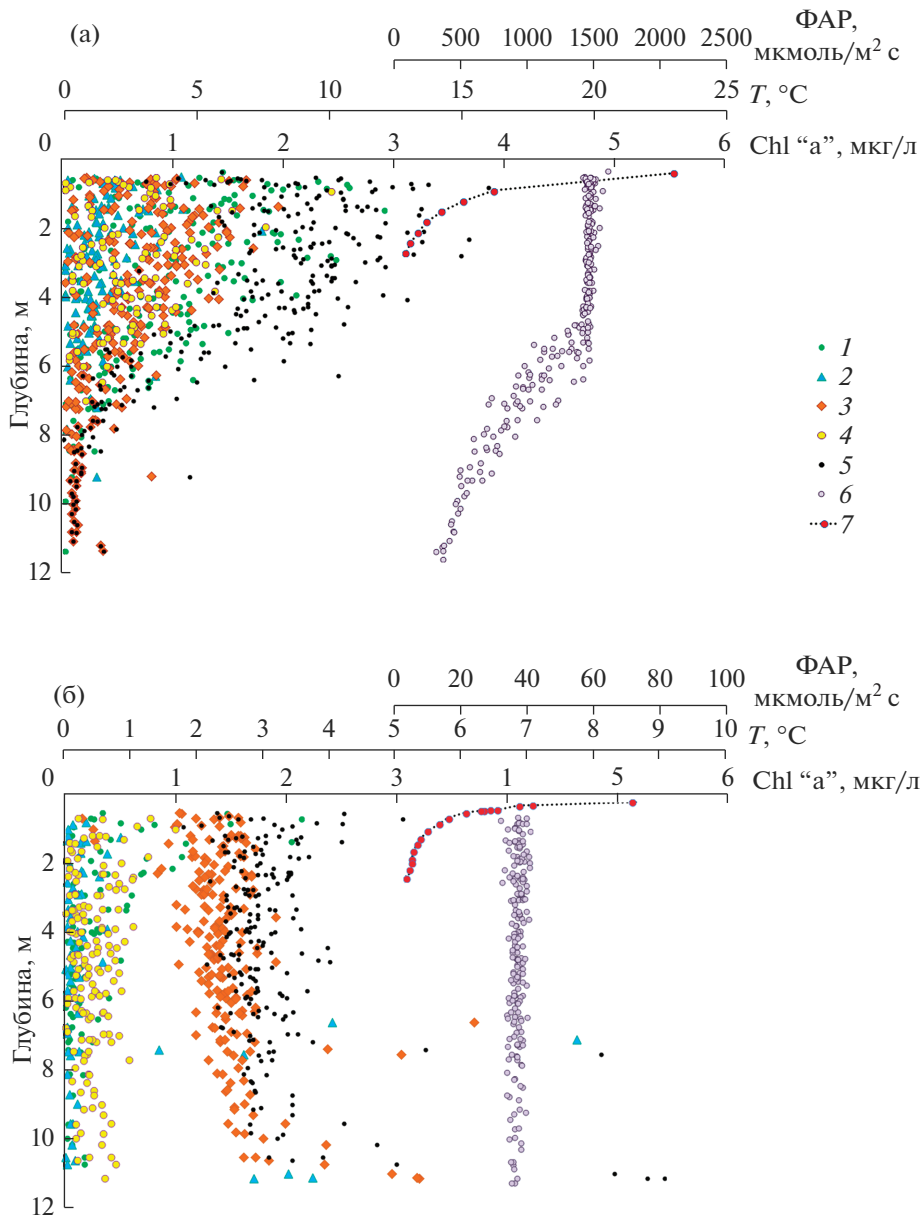 (а)
ФАР,
мкмоль/м² с
0 500 1000 1500 2000 2500
0 5 10 15 20 25
T, °C
0 1 2 3 4 5 6
Chl “a”, мкг/л
Глубина, м
2
4
6
8
10
12
1
2
3
4
5
6
7
(б)
ФАР,
мкмоль/м² с
0 20 40 60 80 100
0 1 2 3 4 5 6 7 8 9 10
T, °C
0 1 2 3 1 5 6
Chl “a”, мкг/л
Глубина, м
2
4
6
8
10
12